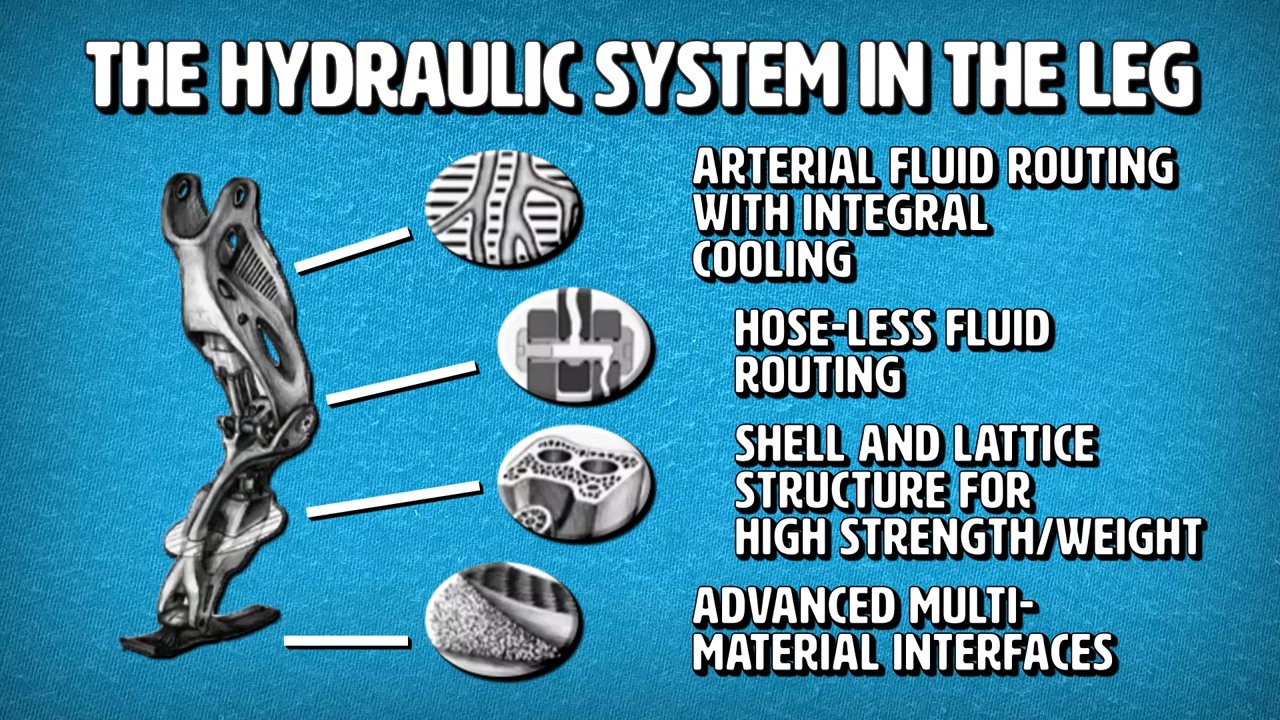 THE HYDRAULIC SYSTEM IN THE LEG
ARTERIAL FLUID ROUTING
WITH INTEGRAL
COOLING
HOSE-LESS FLUID
ROUTING
SHELL AND LATTICE
STRUCTURE FOR
HIGH STRENGTH/WEIGHT
ADVANCED MULTI-
MATERIAL INTERFACES